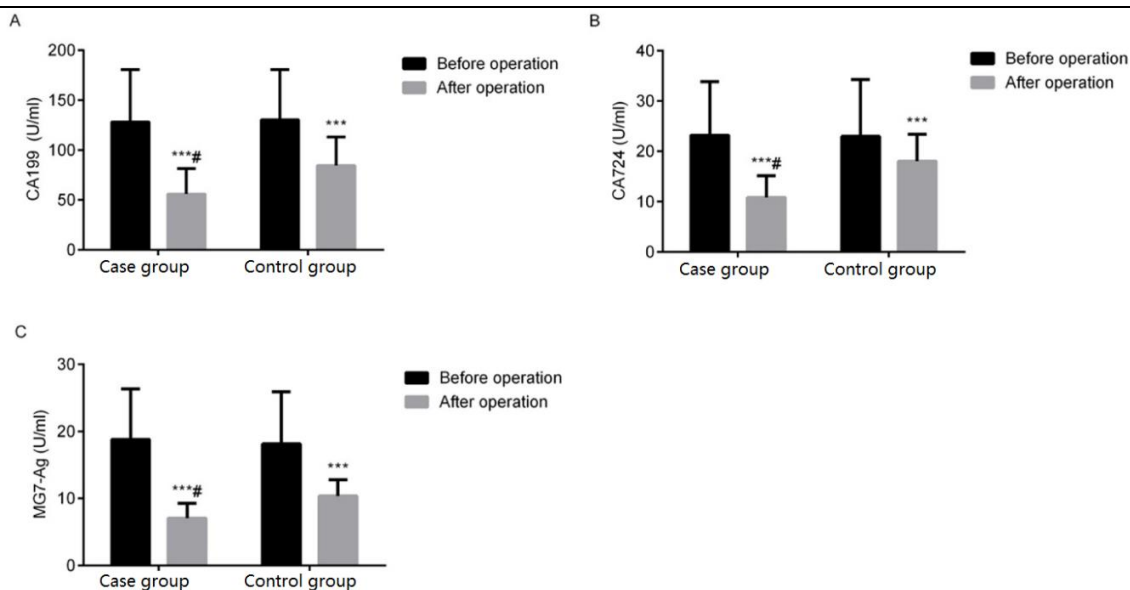 A
CA199 (U/ml)
200
150
100
50
0
***#
***
Case group
Control group
Before operation
After operation
B
CA724 (U/ml)
40
30
20
10
0
***#
***
Case group
Control group
Before operation
After operation
C
MG7-Ag (U/ml)
30
20
10
0
***#
***
Case group
Control group
Before operation
After operation